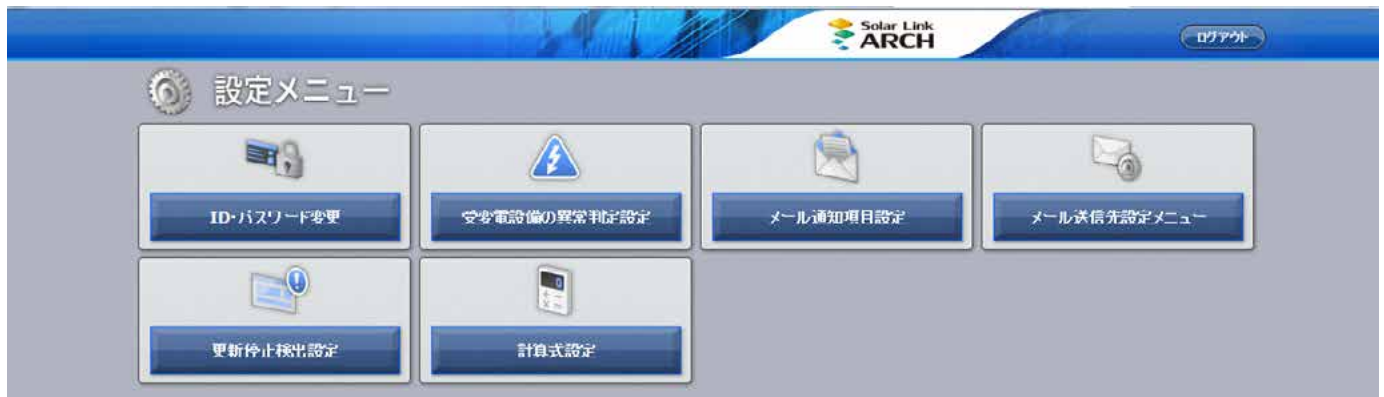 Solar Link
ARCH
ログアウト
設定メニュー
ID・パスワード変更
受変電設備の異常判定設定
メール通知項目設定
メール送信先設定メニュー
更新停止検出設定
計算式設定